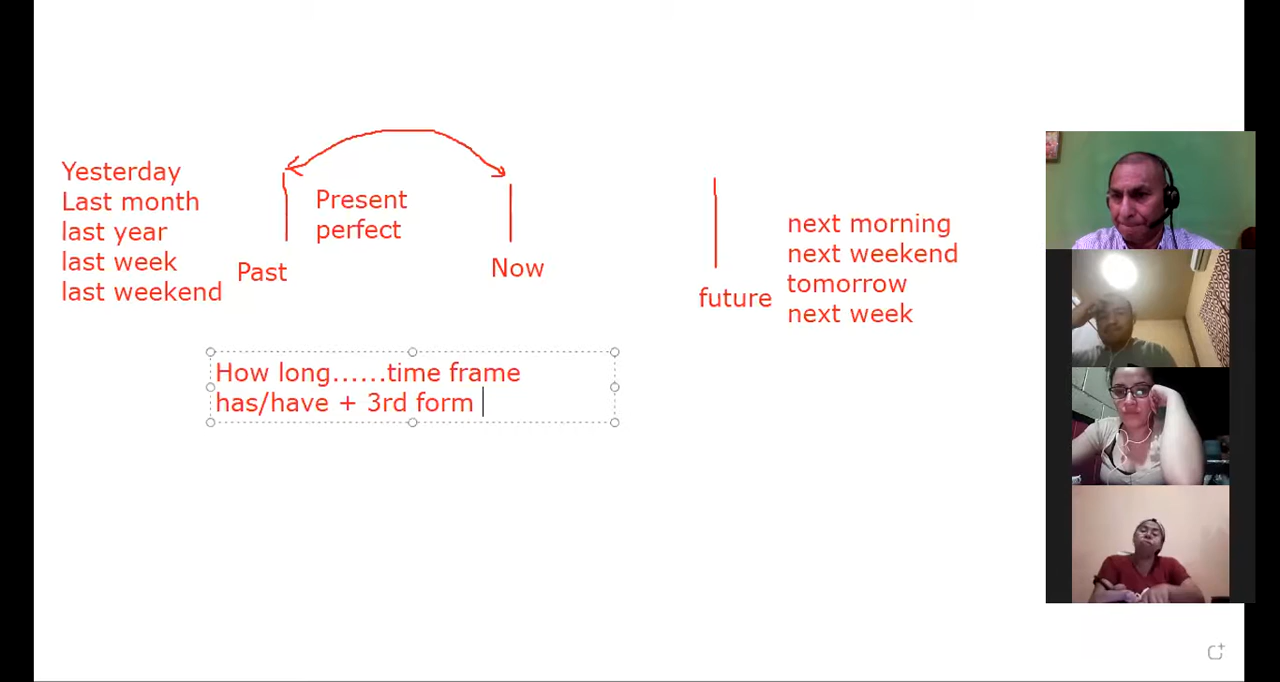 Yesterday
Last month
last year
last week
last weekend
Past
Present
perfect
Now
future
next morning
next weekend
tomorrow
next week
How long......time frame
has/have + 3rd form